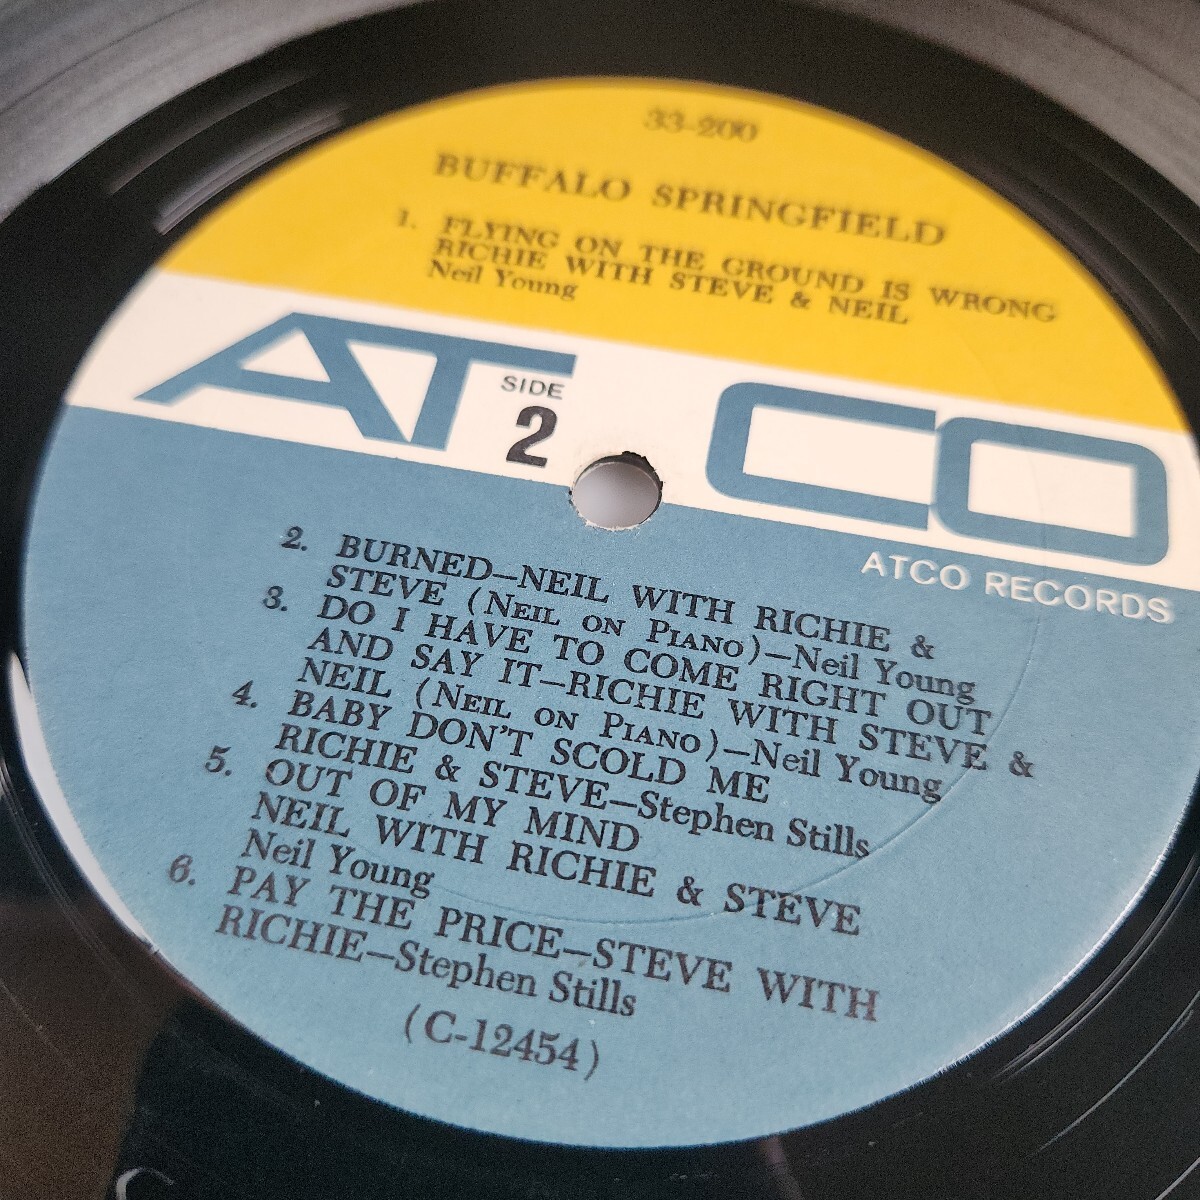 33-200
BUFFALO SPRINGFIELD
1. FLYING ON THE GROUND IS WRONG
RICHIE WITH STEVE & NEIL
Neil Young
ATCO
SIDE
2
ATCO RECORDS
2. BURNED—NEIL WITH RICHIE &
STEVE (NEIL ON PIANO)—Neil Young
3. DO I HAVE TO COME RIGHT OUT
AND SAY IT—RICHIE WITH STEVE &
NEIL (NEIL ON PIANO)—Neil Young
4. BABY DON'T SCOLD ME
RICHIE & STEVE—Stephen Stills
5. OUT OF MY MIND
NEIL WITH RICHIE & STEVE
Neil Young
6. PAY THE PRICE—STEVE WITH
RICHIE—Stephen Stills
(C-12454)